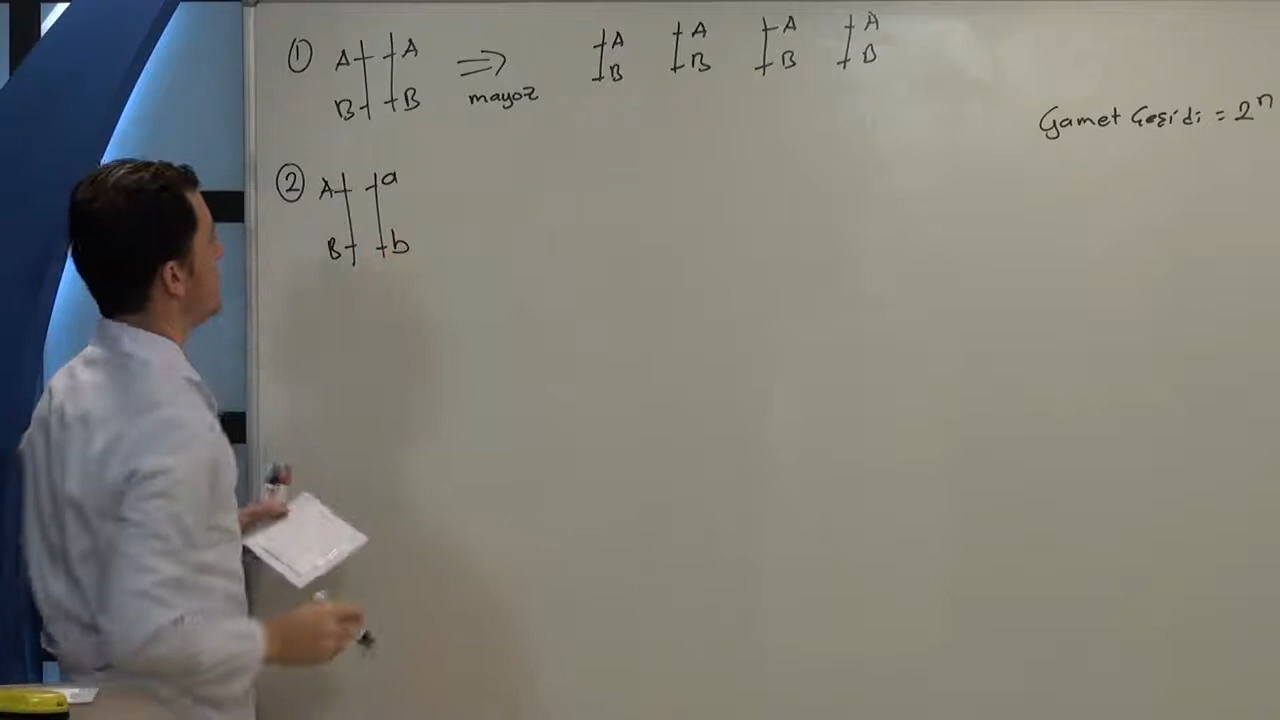 ① A A ⇒ A A A A
B B mayoz B B B B
Gamet Çeşidi = 2ⁿ
② A a
B b